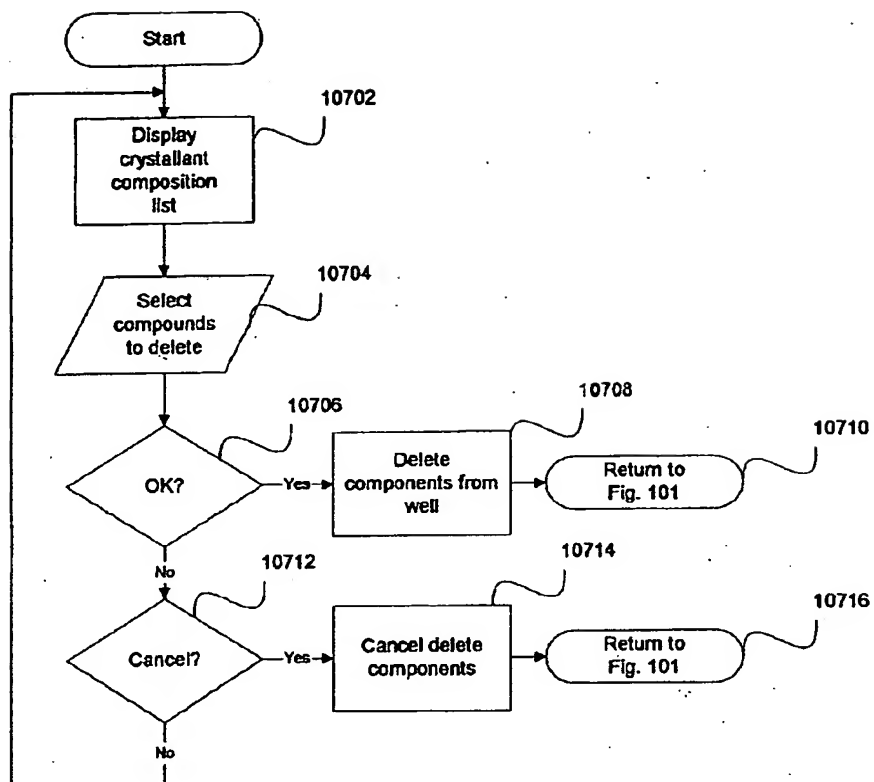 Start
10702
Display
crystallant
composition
list
10704
Select
compounds
to delete
10706
OK?
Yes
10708
Delete
components from
well
10710
Return to
Fig. 101
No
10712
Cancel?
Yes
10714
Cancel delete
components
10716
Return to
Fig. 101
No